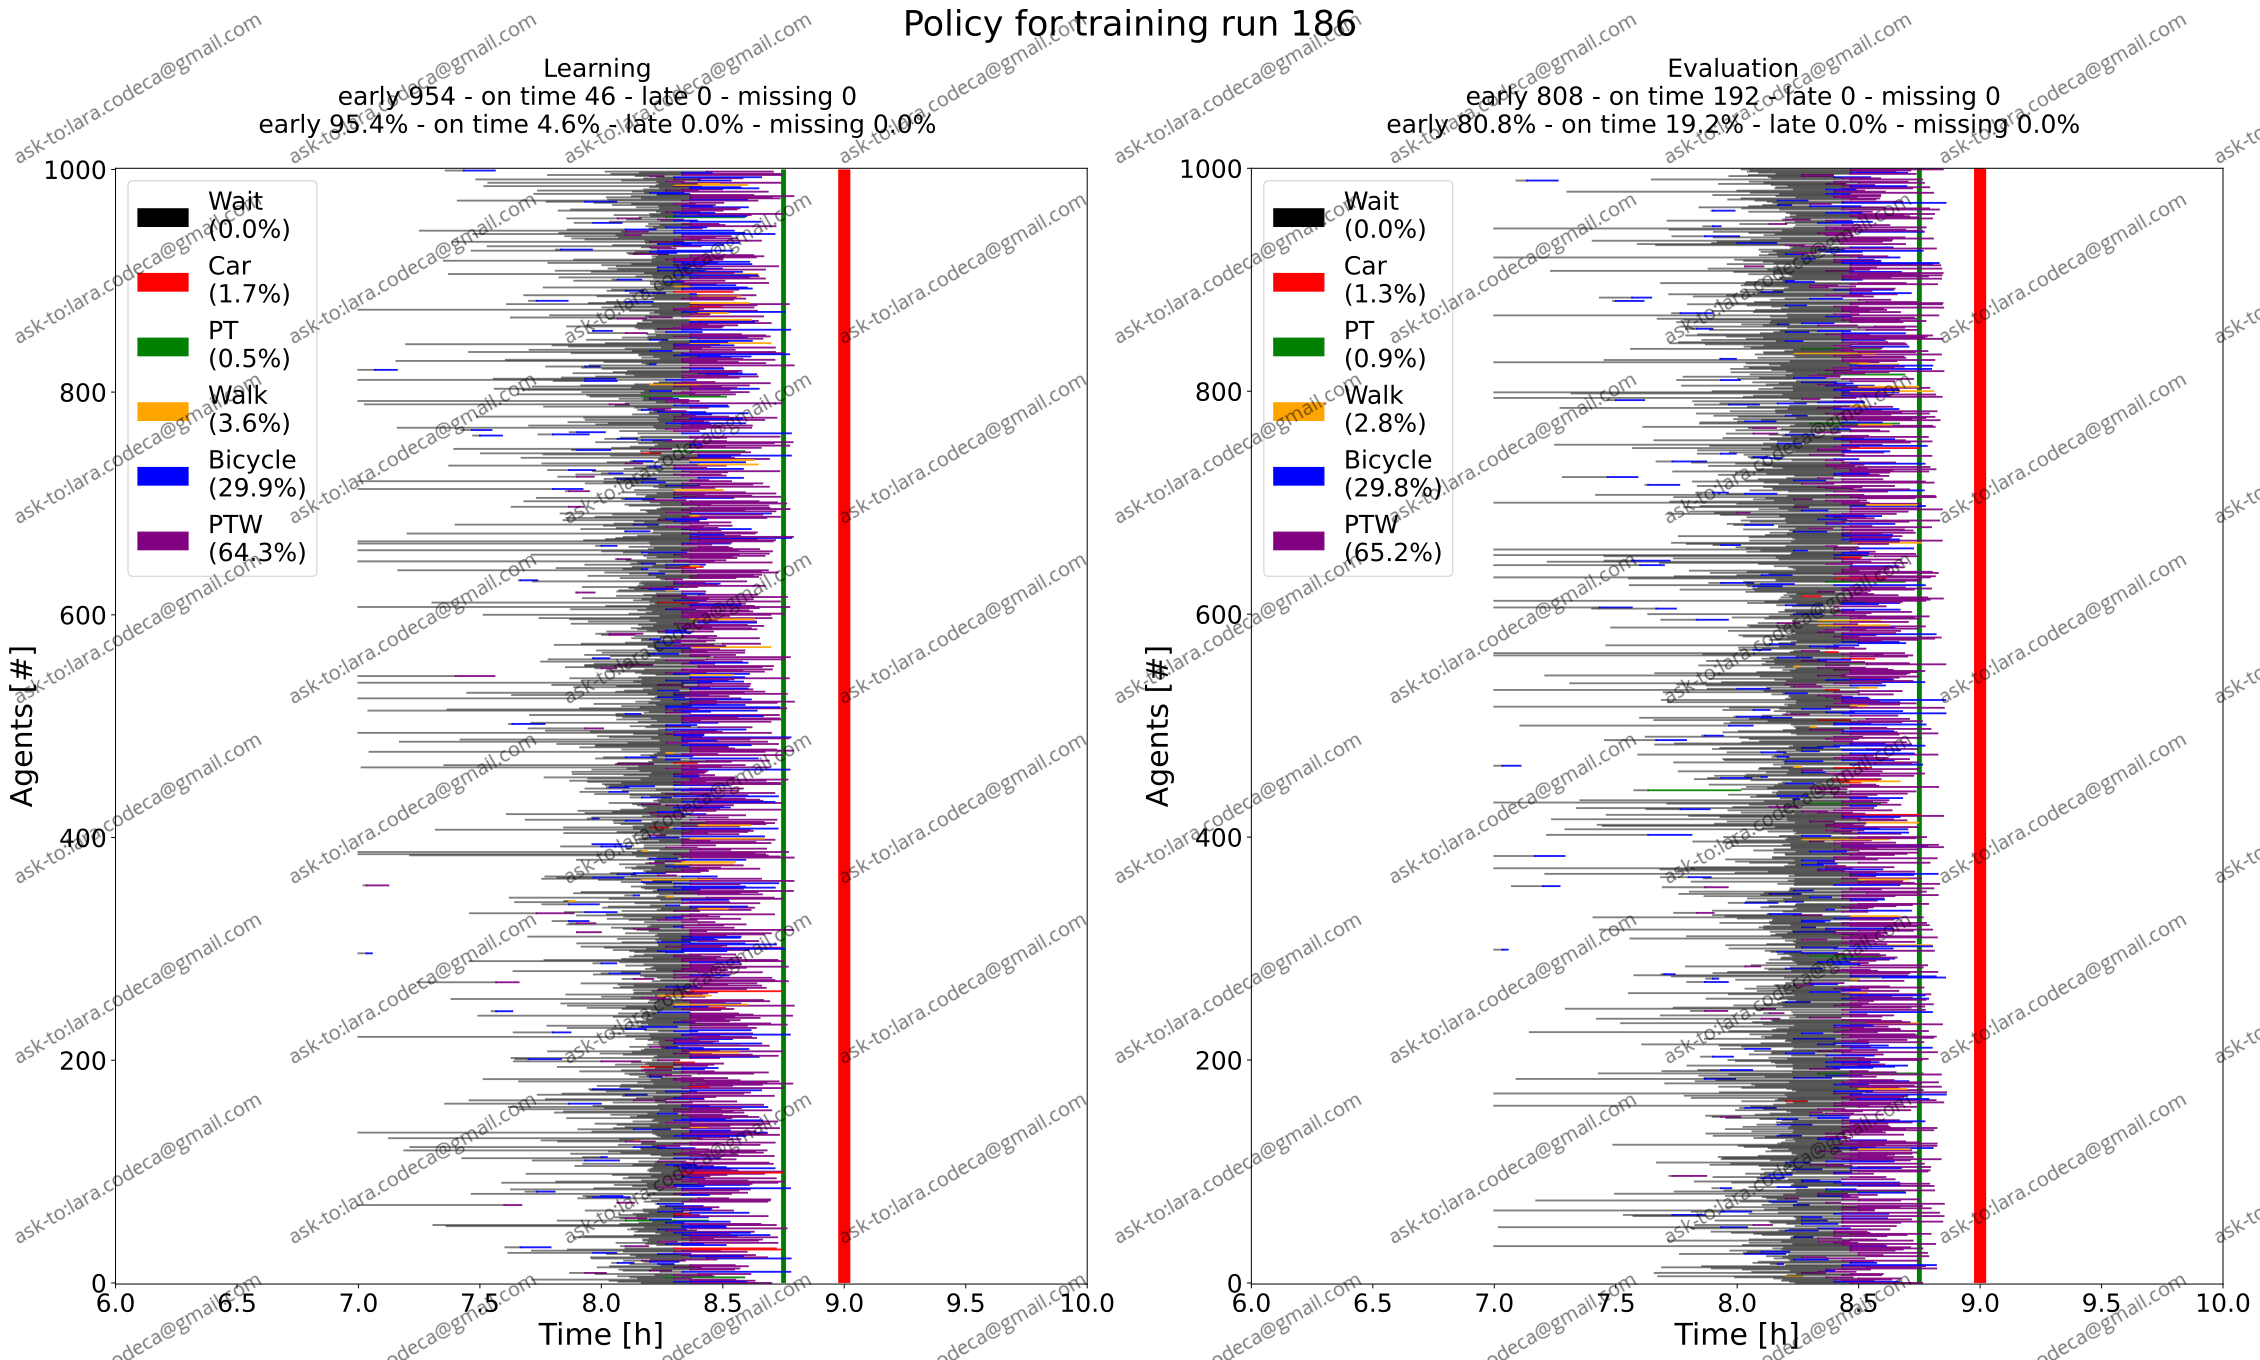 Policy for training run 186
Learning
early 954 - on time 46 - late 0 - missing 0
early 95.4% - on time 4.6% - late 0.0% - missing 0.0%
Agents [#]
1000
800
600
400
200
0
Wait
(0.0%)
Car
(1.7%)
PT
(0.5%)
Walk
(3.6%)
Bicycle
(29.9%)
PTW
(64.3%)
6.0 6.5 7.0 7.5 8.0 8.5 9.0 9.5 10.0
Time [h]
Evaluation
early 808 - on time 192 - late 0 - missing 0
early 80.8% - on time 19.2% - late 0.0% - missing 0.0%
Agents [#]
1000
800
600
400
200
0
Wait
(0.0%)
Car
(1.3%)
PT
(0.9%)
Walk
(2.8%)
Bicycle
(29.8%)
PTW
(65.2%)
6.0 6.5 7.0 7.5 8.0 8.5 9.0 9.5 10.0
Time [h]
ask-to:lara.codeca@gmail.com